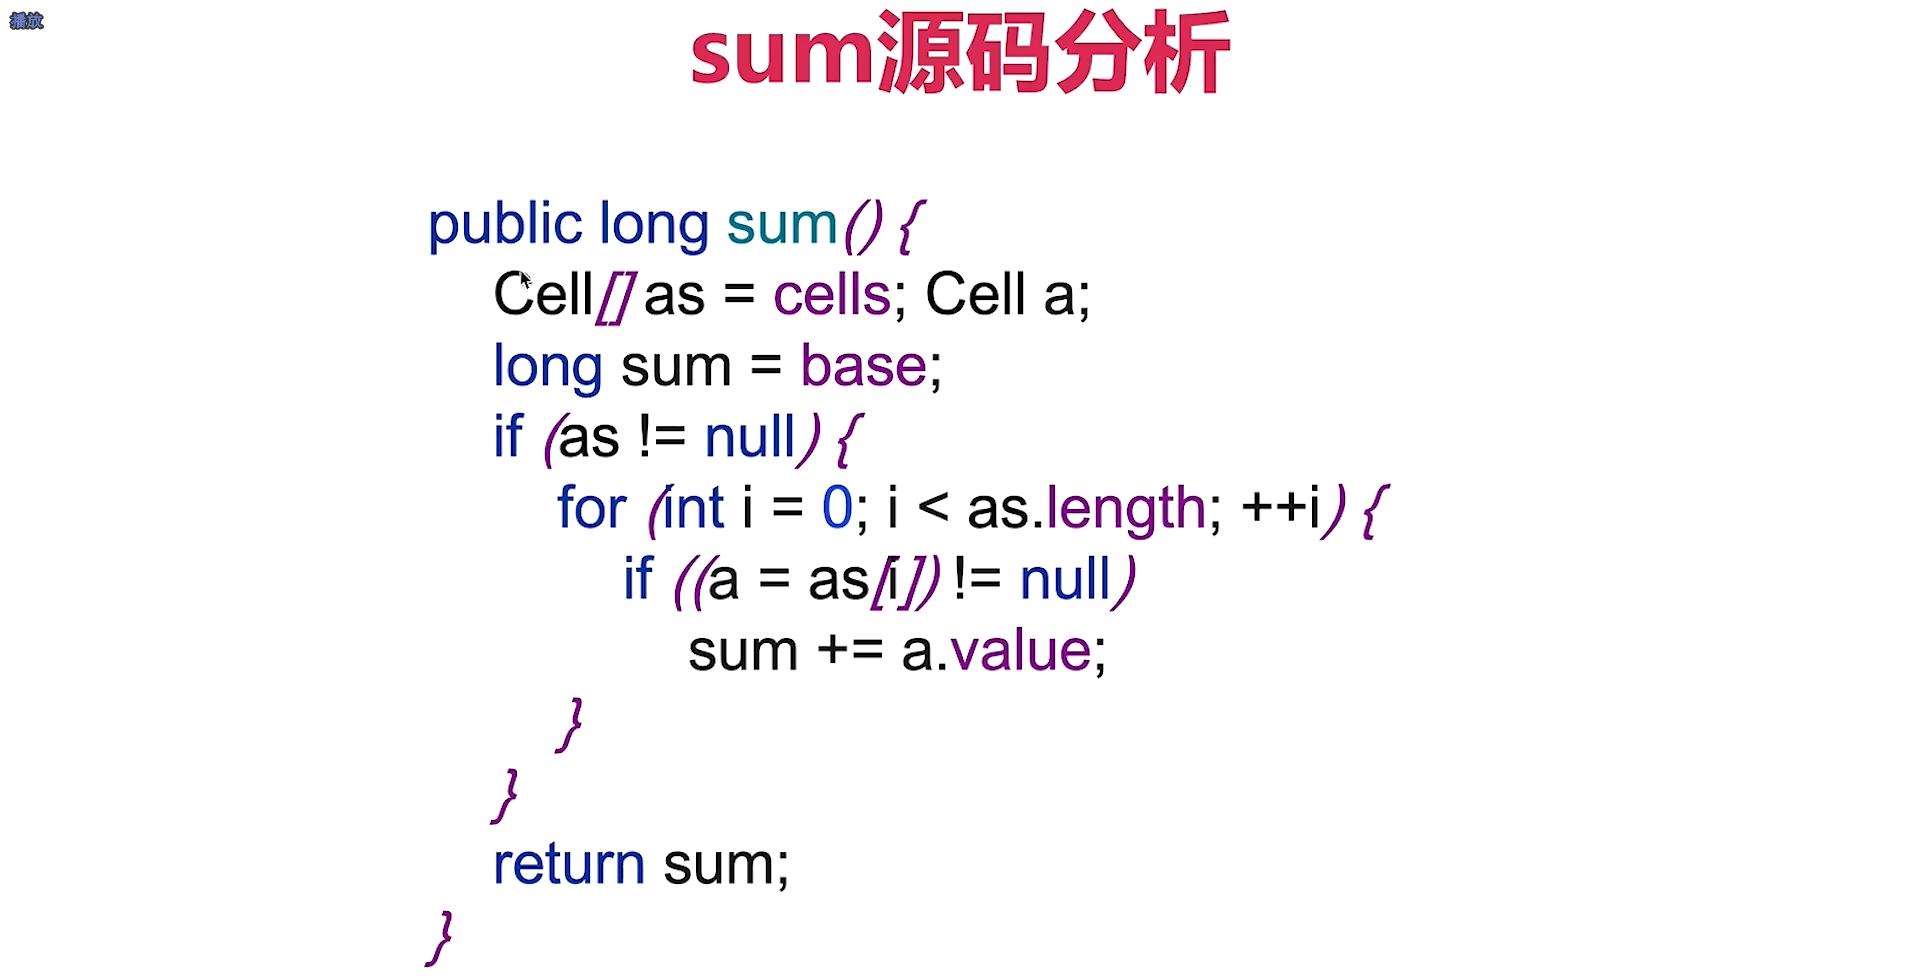 播放
sum源码分析
public long sum() {
Cell[] as = cells; Cell a;
long sum = base;
if (as != null) {
for (int i = 0; i < as.length; ++i) {
if ((a = as[i]) != null)
sum += a.value;
}
}
return sum;
}